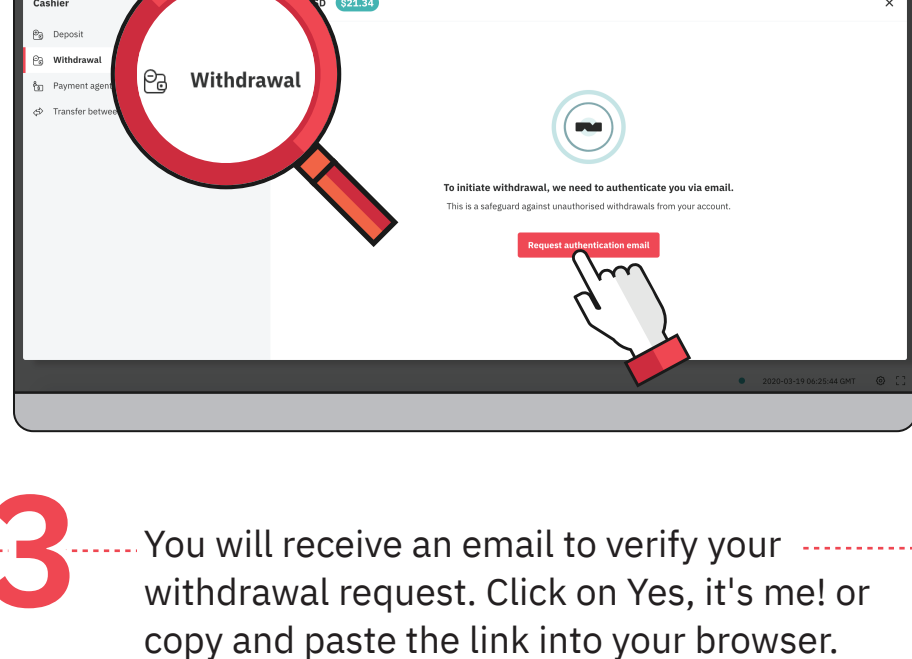 Cashier
$21.34
Deposit
Withdrawal
Withdrawal
Payment agent
Transfer
To initiate withdrawal, we need to authenticate you via email.
This is a safeguard against unauthorised withdrawals from your account.
Request authentication email
2020-03-19 06:25:44 GMT
3
You will receive an email to verify your
withdrawal request. Click on Yes, it's me! or
copy and paste the link into your browser.